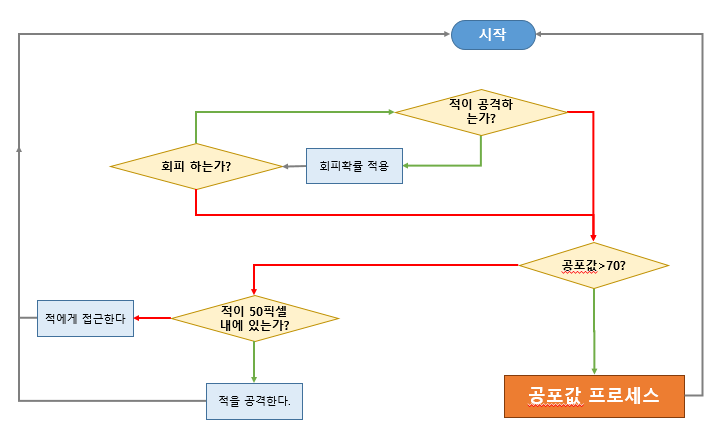 시작
적이 공격하
는가?
회피 하는가?
회피확률 적용
공포값>70?
적에게 접근한다
적이 50픽셀
내에 있는가?
공포값 프로세스
적을 공격한다.